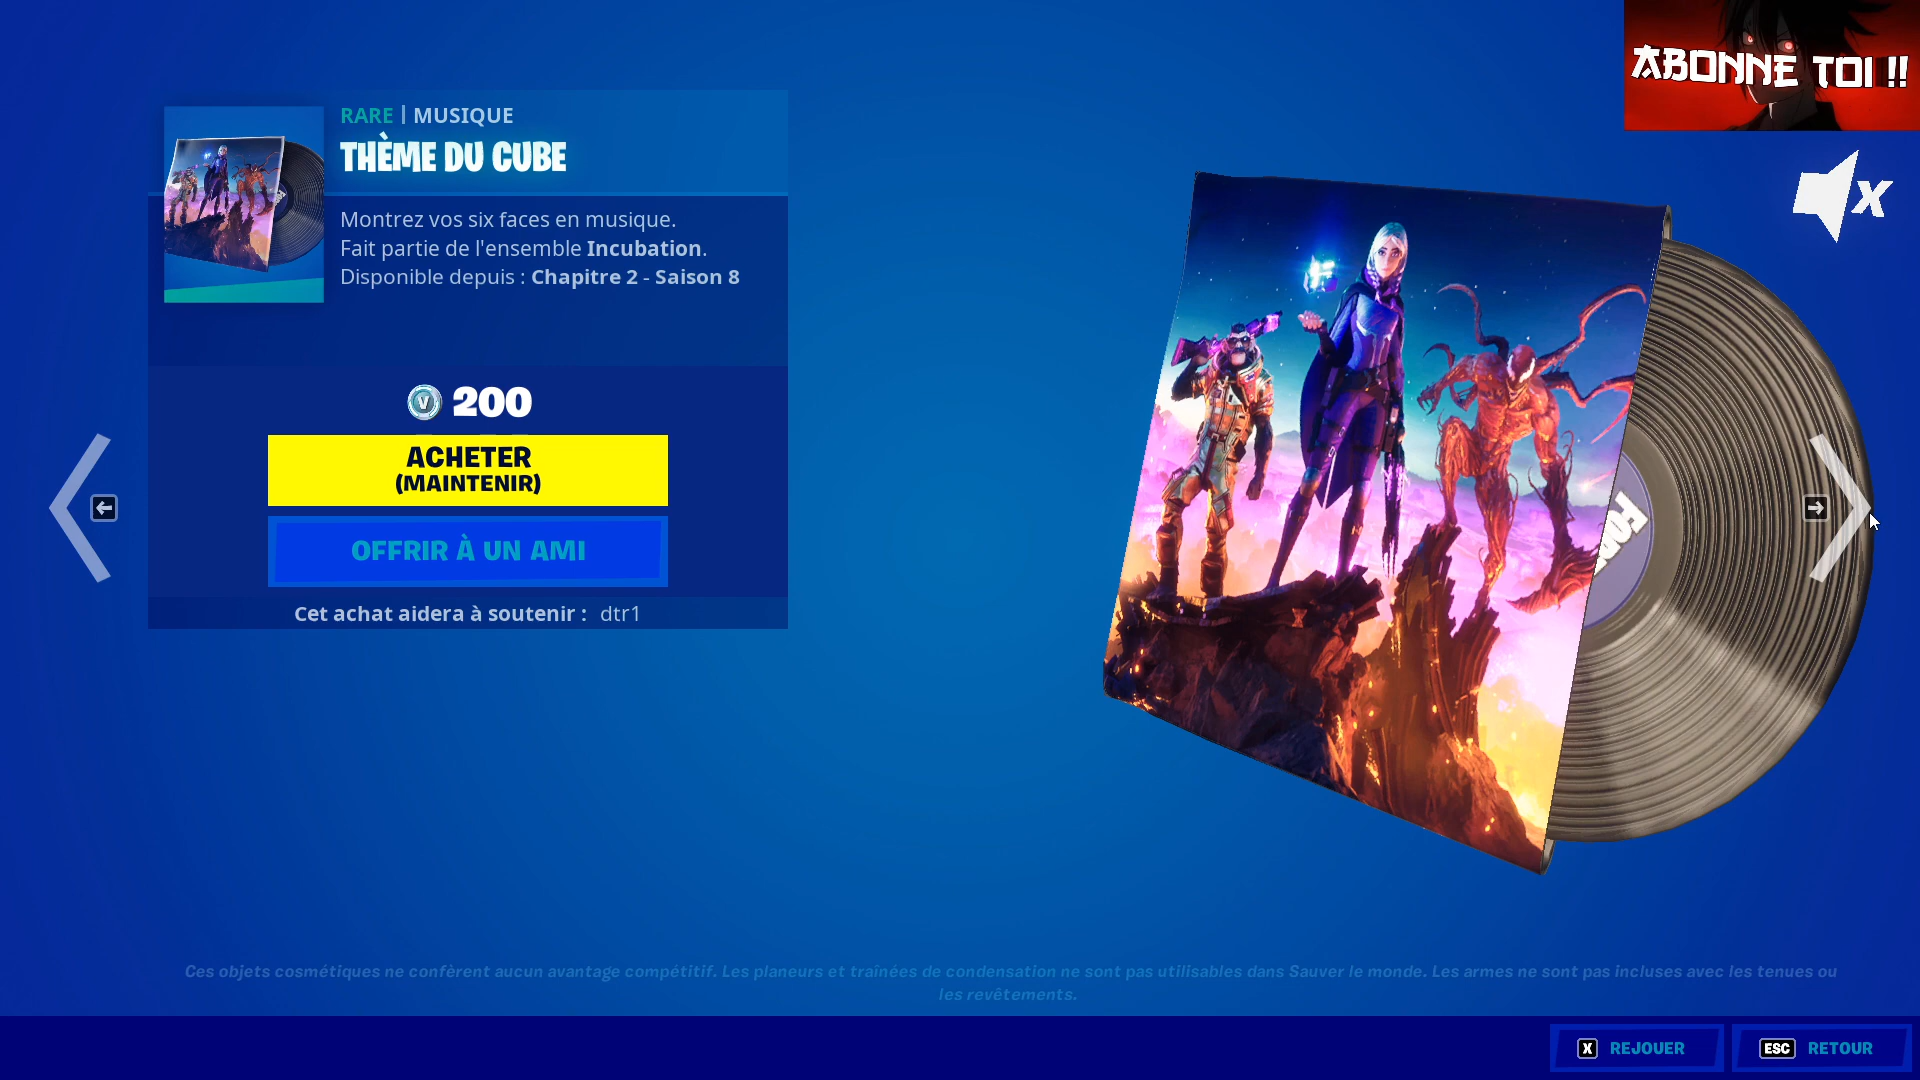 ABONNE TOI !!
RARE | MUSIQUE
THÈME DU CUBE
Montrez vos six faces en musique.
Fait partie de l'ensemble Incubation.
Disponible depuis : Chapitre 2 - Saison 8
V 200
ACHETER
(MAINTENIR)
OFFRIR À UN AMI
Cet achat aidera à soutenir : dtr1
Ces objets cosmétiques ne confèrent aucun avantage compétitif. Les planeurs et traînées de condensation ne sont pas utilisables dans Sauver le monde. Les armes ne sont pas incluses avec les tenues ou
les revêtements.
X REJOUER
ESC RETOUR